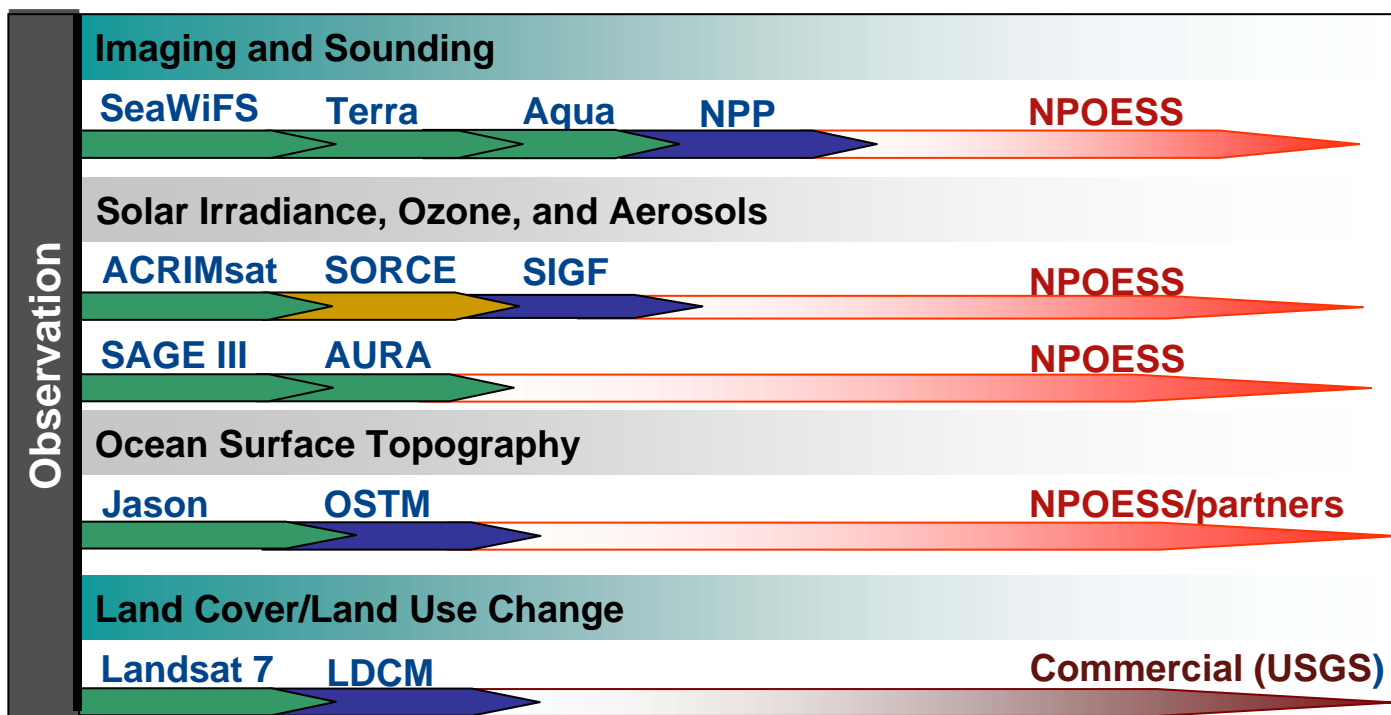 Observation
Imaging and Sounding
SeaWiFS Terra Aqua NPP NPOESS
Solar Irradiance, Ozone, and Aerosols
ACRIMsat SORCE SIGF NPOESS
SAGE III AURA NPOESS
Ocean Surface Topography
Jason OSTM NPOESS/partners
Land Cover/Land Use Change
Landsat 7 LDCM Commercial (USGS)